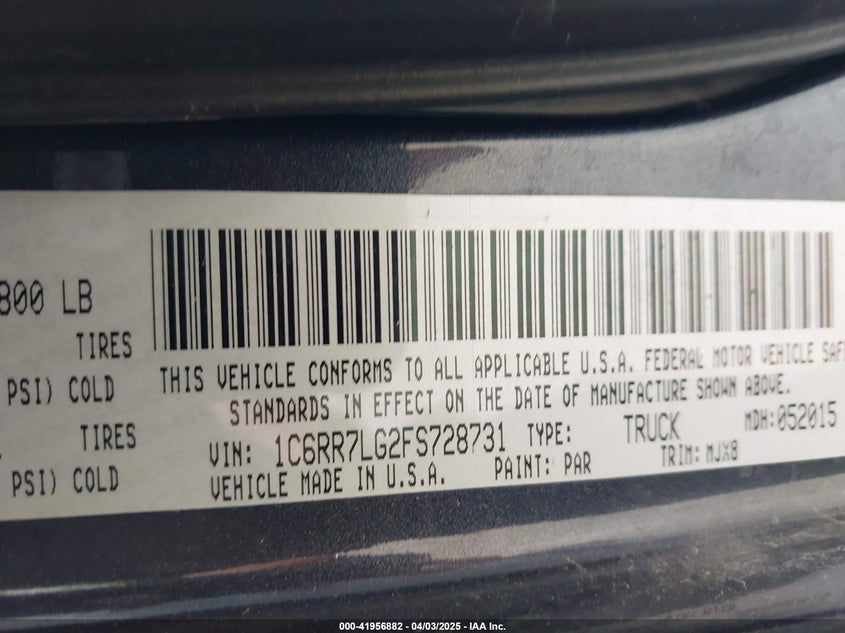 800 LB
TIRES
PSI) COLD
TIRES
PSI) COLD
THIS VEHICLE CONFORMS TO ALL APPLICABLE U.S.A. FEDERAL MOTOR VEHICLE SAF
STANDARDS IN EFFECT ON THE DATE OF MANUFACTURE SHOWN ABOVE.
VIN: 1C6RR7LG2FS728731 TYPE: TRUCK MDH:052015
VEHICLE MADE IN U.S.A. PAINT: PAR TRIM: MJX8
000-41956882 - 04/03/2025 - IAA Inc.